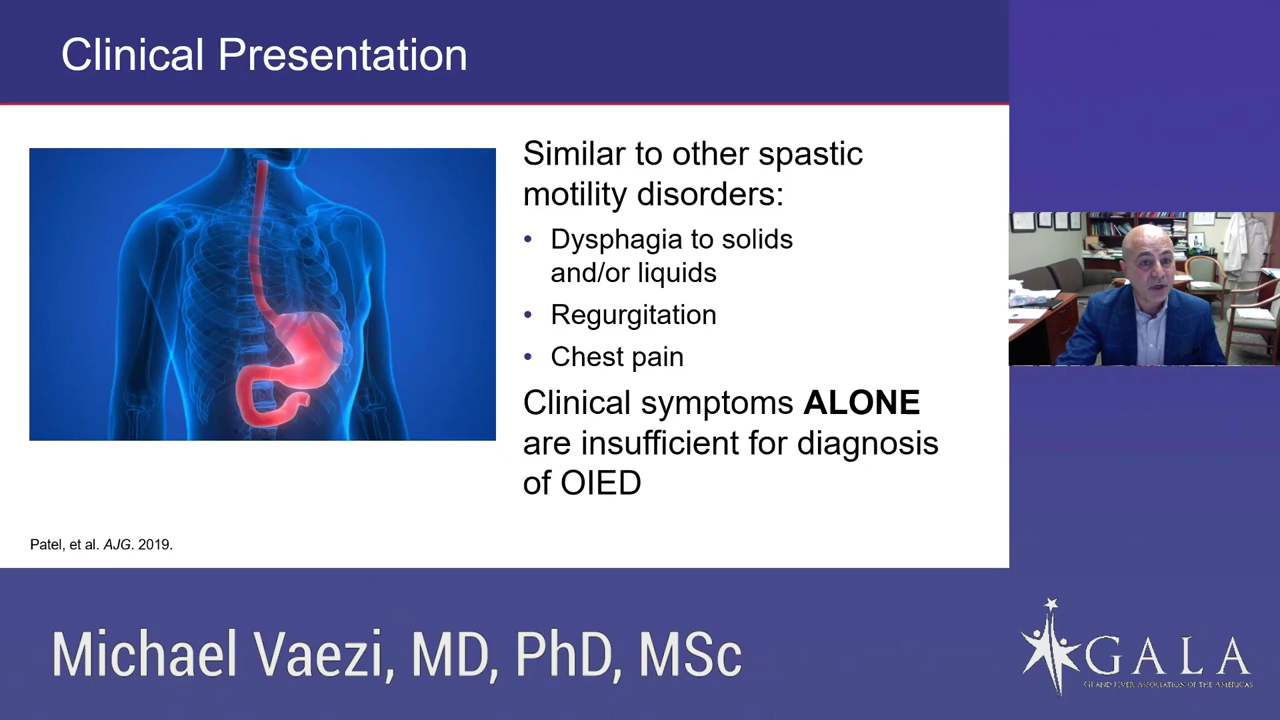 Clinical Presentation
Similar to other spastic
motility disorders:
• Dysphagia to solids
and/or liquids
• Regurgitation
• Chest pain
Clinical symptoms ALONE
are insufficient for diagnosis
of OIED
Patel, et al. AJG. 2019.
Michael Vaezi, MD, PhD, MSc
GALA
GI AND LIVER ASSOCIATION OF THE AMERICAS